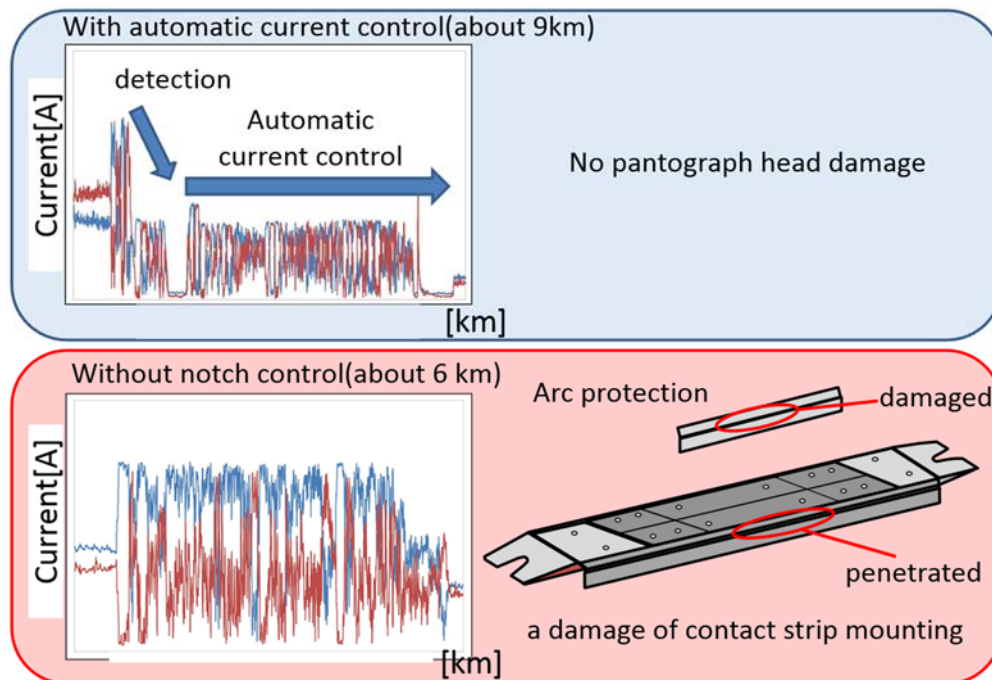 With automatic current control(about 9km)
detection
Automatic
current control
Current[A]
[km]
No pantograph head damage
Without notch control(about 6 km)
Current[A]
[km]
Arc protection
damaged
penetrated
a damage of contact strip mounting